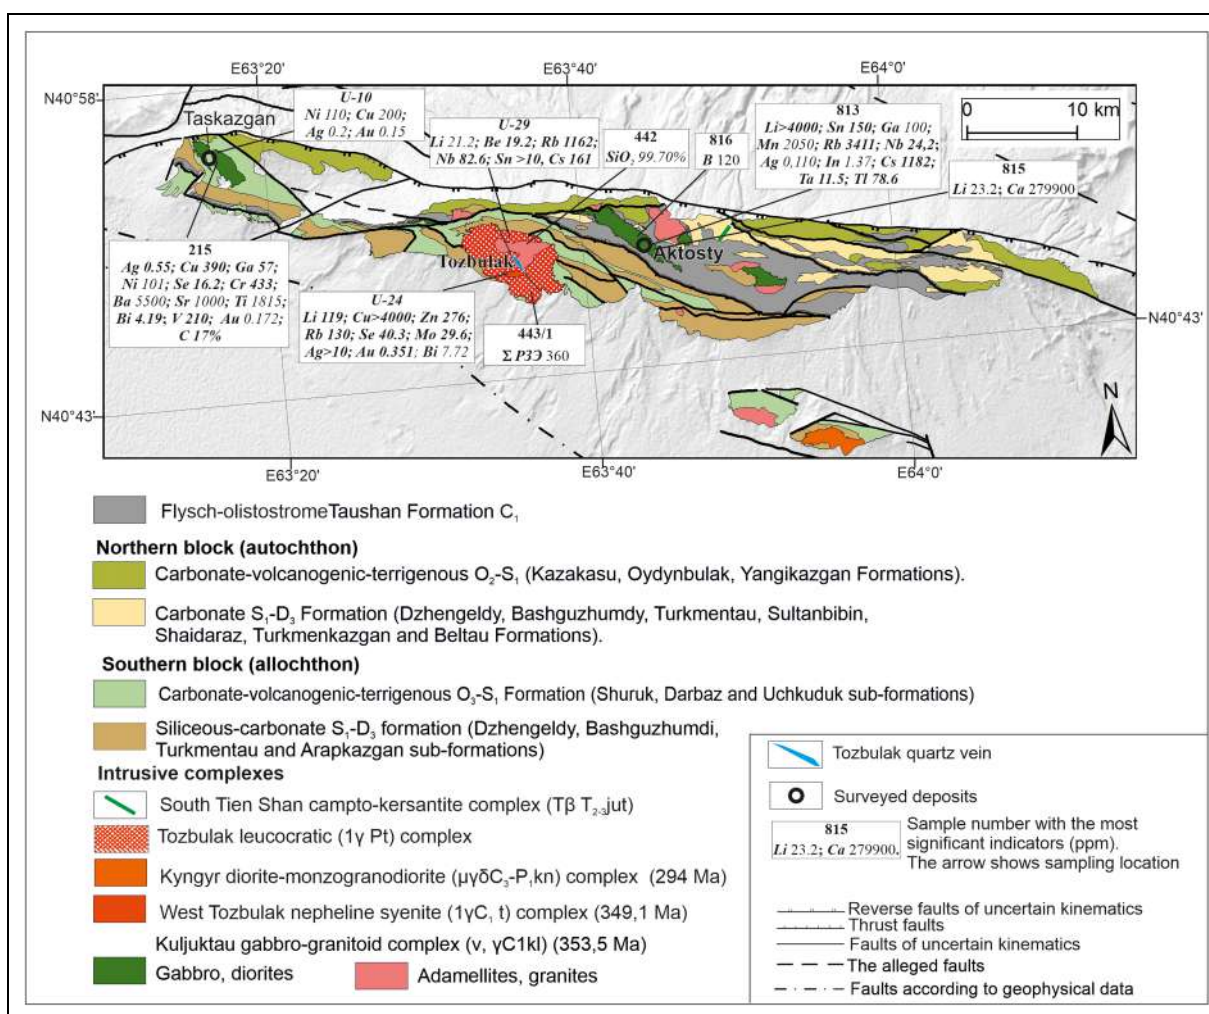 E63°20'
E63°40'
E64°0'
N40°58'
Taskazgan
U-10
Ni 110; Cu 200;
Ag 0.2; Au 0.15
U-29
Li 21.2; Be 19.2; Rb 1162;
Nb 82.6; Sn >10, Cs 161
442
SiO₂ 99.70%
816
B 120
813
Li>4000; Sn 150; Ga 100;
Mn 2050; Rb 3411; Nb 24,2;
Ag 0,110; In 1.37; Cs 1182;
Ta 11.5; Tl 78.6
0 10 km
815
Li 23.2; Ca 279900
215
Ag 0.55; Cu 390; Ga 57;
Ni 101; Se 16.2; Cr 433;
Ba 5500; Sr 1000; Ti 1815;
Bi 4.19; V 210; Au 0.172;
C 17%
Tozbulak
Aktosty
U-24
Li 119; Cu>4000; Zn 276;
Rb 130; Se 40.3; Mo 29.6;
Ag>10; Au 0.351; Bi 7.72
443/1
Σ РЗЭ 360
N40°43'
N40°43'
N
E63°20'
E63°40'
E64°0'
Flysch-olistostromeTaushan Formation C₁
Northern block (autochthon)
Carbonate-volcanogenic-terrigenous O₂-S₁ (Kazakasu, Oydynbulak, Yangikazgan Formations).
Carbonate S₁-D₃ Formation (Dzhengeldy, Bashguzhumdy, Turkmentau, Sultanbibin,
Shaidaraz, Turkmenkazgan and Beltau Formations).
Southern block (allochthon)
Carbonate-volcanogenic-terrigenous O₃-S₁ Formation (Shuruk, Darbaz and Uchkuduk sub-formations)
Siliceous-carbonate S₁-D₃ formation (Dzhengeldy, Bashguzhumdi,
Turkmentau and Arapkazgan sub-formations)
Intrusive complexes
South Tien Shan campto-kersantite complex (Tβ T₂₋₃jut)
Tozbulak leucocratic (1γ Pt) complex
Kyngyr diorite-monzogranodiorite (μγδC₃-P₁kn) complex (294 Ma)
West Tozbulak nepheline syenite (1γC₁ t) complex (349,1 Ma)
Kuljuktau gabbro-granitoid complex (ν, γC1kl) (353,5 Ma)
Gabbro, diorites
Adamellites, granites
Tozbulak quartz vein
Surveyed deposits
815
Li 23.2; Ca 279900.
Sample number with the most
significant indicators (ppm).
The arrow shows sampling location
Reverse faults of uncertain kinematics
Thrust faults
Faults of uncertain kinematics
The alleged faults
Faults according to geophysical data